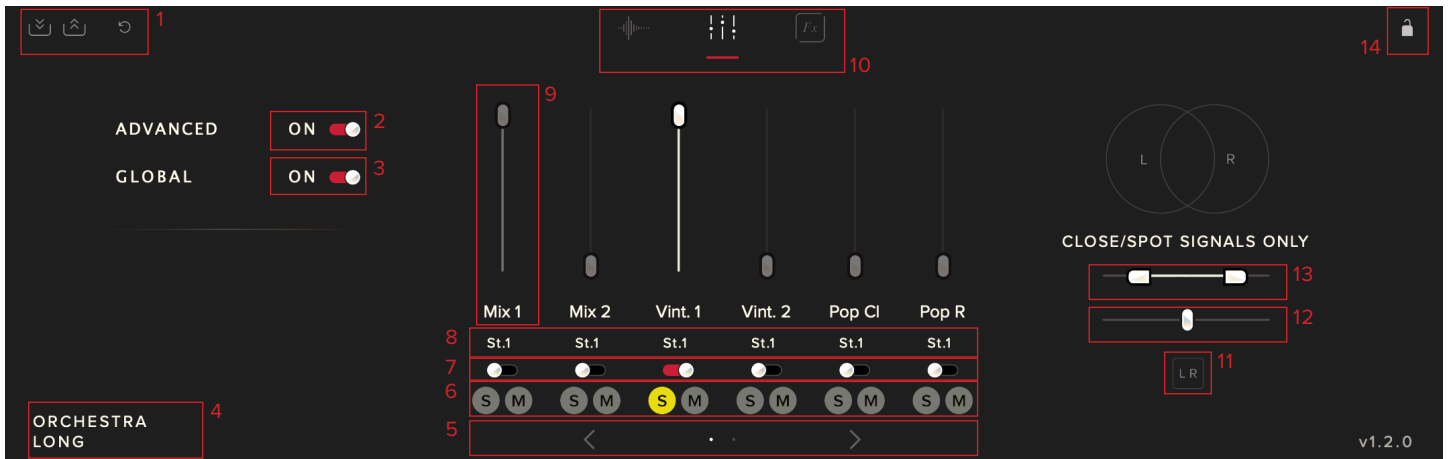 1
Fx
10
14
9
ADVANCED ON 2
GLOBAL ON 3
L R
CLOSE/SPOT SIGNALS ONLY
13
12
Mix 1 Mix 2 Vint. 1 Vint. 2 Pop Cl Pop R
8 St.1 St.1 St.1 St.1 St.1 St.1
7
11
L R
6 S M S M S M S M S M S M
4
ORCHESTRA
LONG
5
v1.2.0